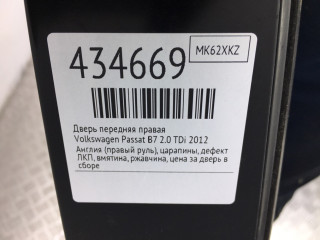 434669
MK62XKZ
Дверь передняя правая
Volkswagen Passat B7 2.0 TDi 2012
Англия (правый руль), царапины, дефект
ЛКП, вмятина, ржавчина, цена за дверь в
сборе